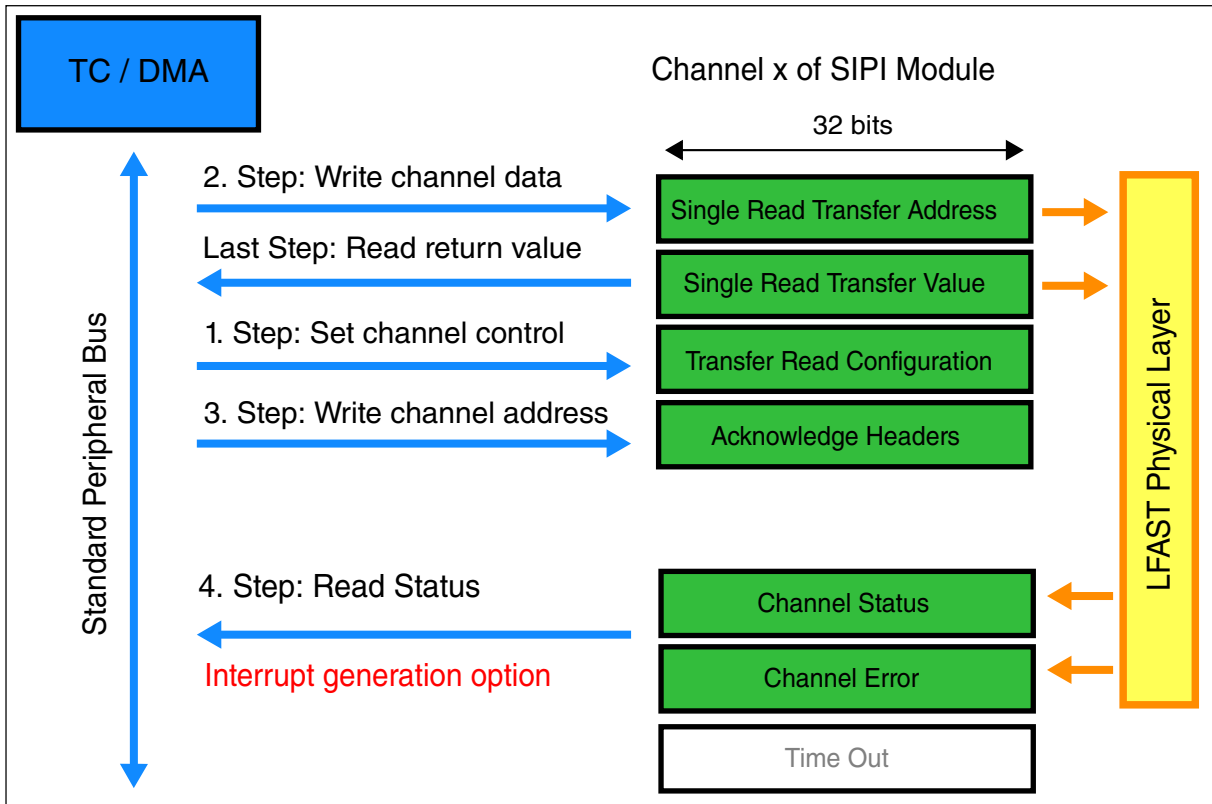 TC / DMA
Channel x of SIPI Module
32 bits
2. Step: Write channel data
Single Read Transfer Address
Last Step: Read return value
Single Read Transfer Value
1. Step: Set channel control
Transfer Read Configuration
3. Step: Write channel address
Acknowledge Headers
Standard Peripheral Bus
LFAST Physical Layer
4. Step: Read Status
Channel Status
Interrupt generation option
Channel Error
Time Out